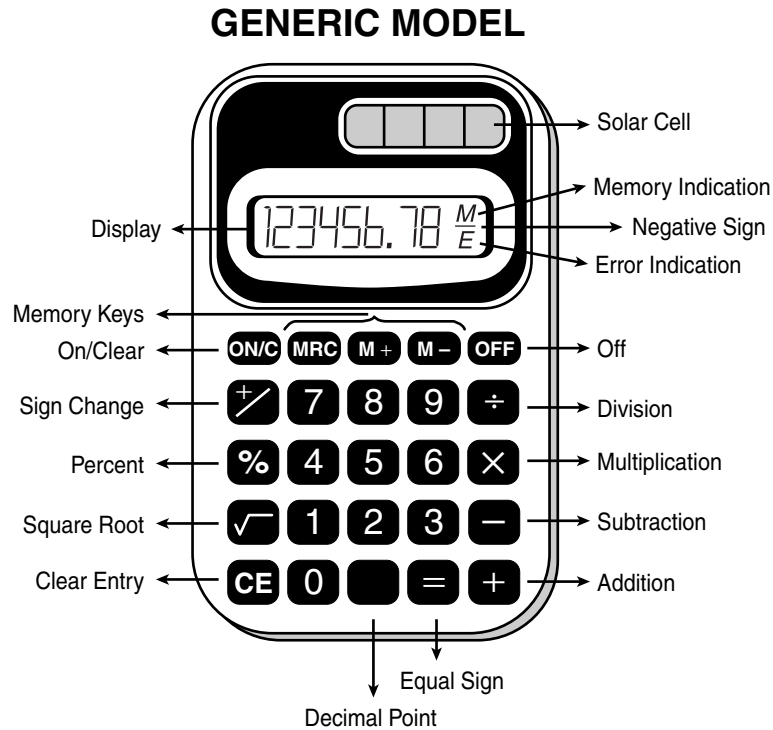 GENERIC MODEL
Solar Cell
Memory Indication
Display
123456.78 M
Negative Sign
E
Error Indication
Memory Keys
On/Clear
ON/C MRC M+ M− OFF
Off
Sign Change
+/ 7 8 9 ÷
Division
Percent
% 4 5 6 ×
Multiplication
Square Root
√ 1 2 3 −
Subtraction
Clear Entry
CE 0 = +
Addition
Equal Sign
Decimal Point